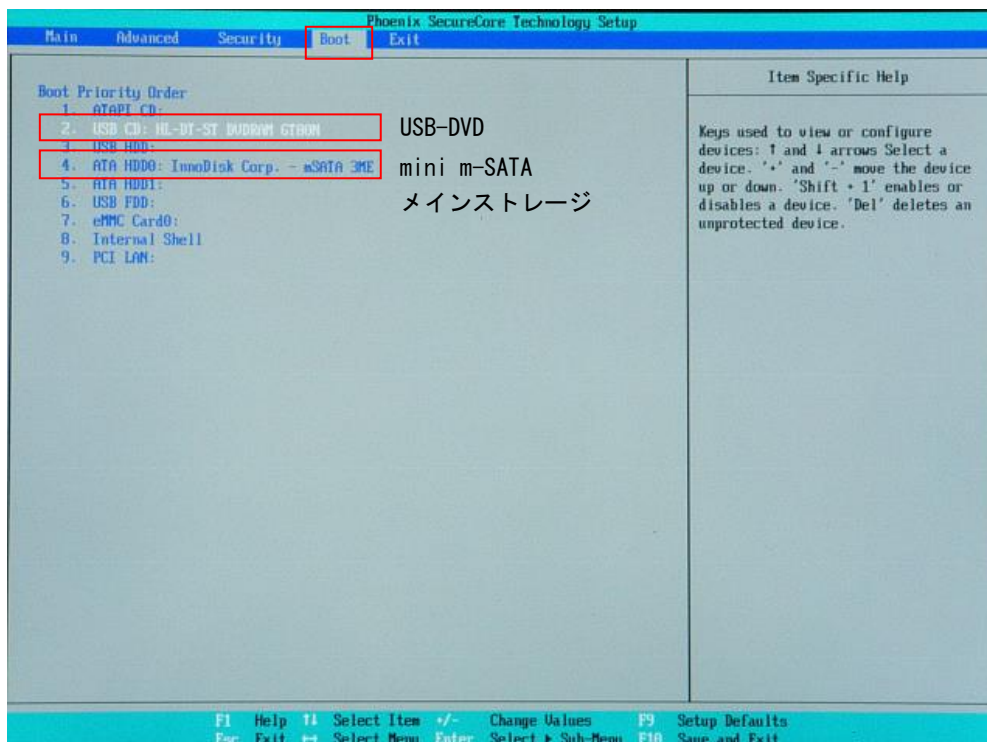 Phoenix SecureCore Technology Setup
Main Advanced Security Boot Exit
Boot Priority Order
1. ATAPI CD:
2. USB CD: HL-DT-ST DVDRAM GT80N
3. USB HDD:
4. ATA HDD0: InnoDisk Corp. - mSATA 3ME
5. ATA HDD1:
6. USB FDD:
7. eMMC Card0:
8. Internal Shell
9. PCI LAN:
USB-DVD
mini m-SATA
メインストレージ
Item Specific Help
Keys used to view or configure
devices: ↑ and ↓ arrows Select a
device. '+' and '-' move the device
up or down. 'Shift + 1' enables or
disables a device. 'Del' deletes an
unprotected device.
F1 Help ↑↓ Select Item +/- Change Values F9 Setup Defaults
Esc Exit ↔ Select Menu Enter Select ▶ Sub-Menu F10 Save and Exit